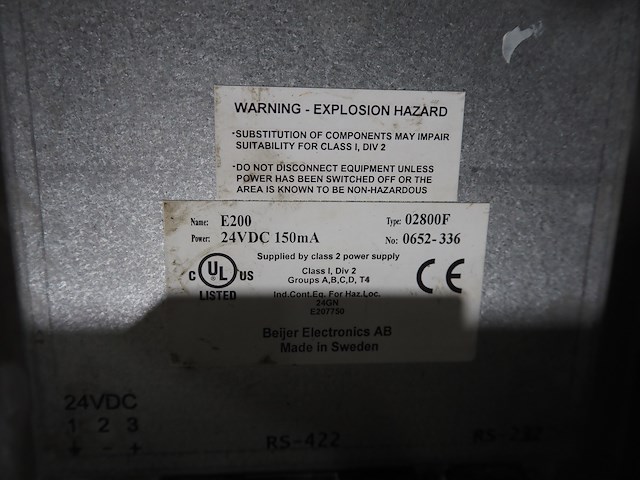 WARNING - EXPLOSION HAZARD
·SUBSTITUTION OF COMPONENTS MAY IMPAIR
SUITABILITY FOR CLASS I, DIV 2
·DO NOT DISCONNECT EQUIPMENT UNLESS
POWER HAS BEEN SWITCHED OFF OR THE
AREA IS KNOWN TO BE NON-HAZARDOUS
Name: E200 Type: 02800F
Power: 24VDC 150mA No: 0652-336
Supplied by class 2 power supply
C UL US
LISTED
CE
Class I, Div 2
Groups A,B,C,D, T4
Ind.Cont.Eq. For Haz.Loc.
24GN
E207750
Beijer Electronics AB
Made in Sweden
24VDC
1 2 3
- +
RS-422